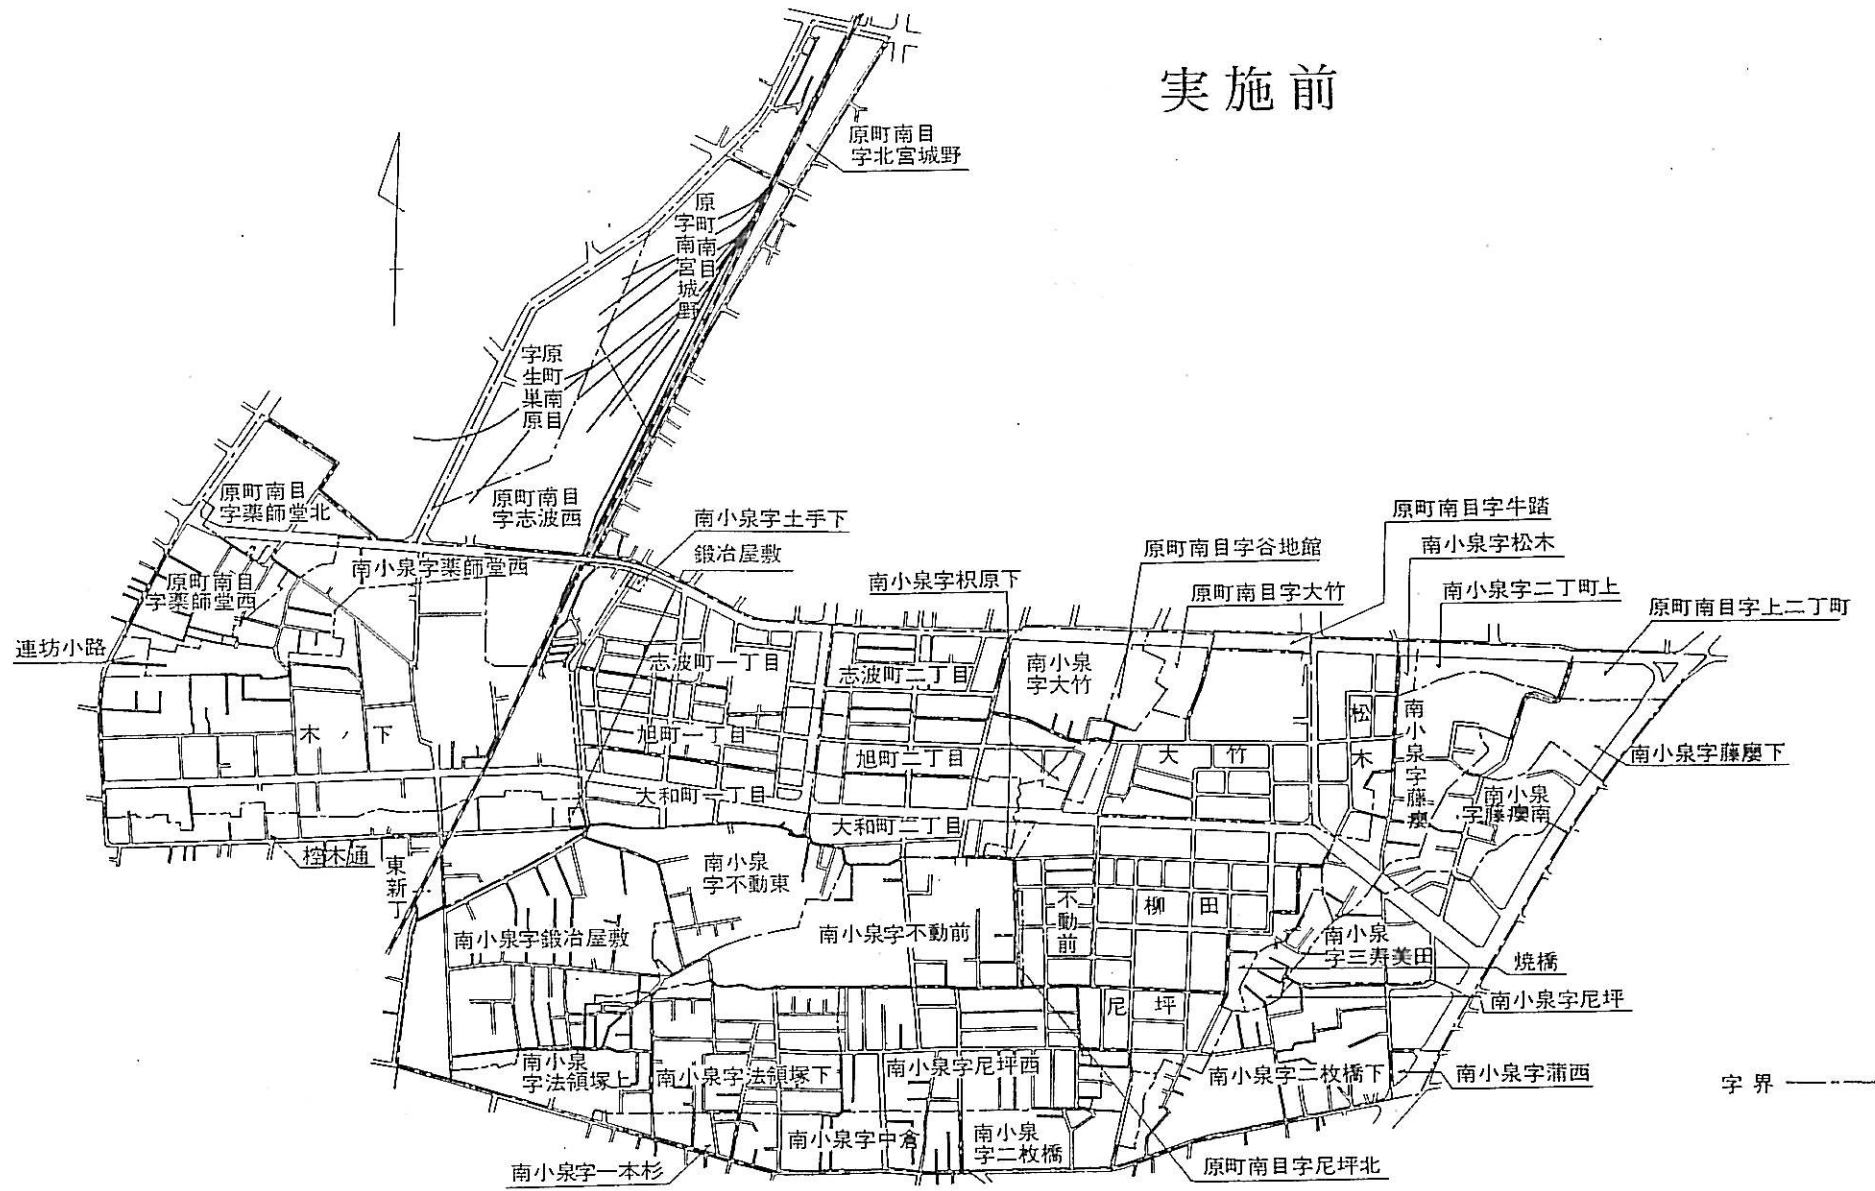 実施前
原町南目
字北宮城野
原町南目
字南宮城野
原町南目
字生巣原
原町南目
字薬師堂北
原町南目
字志波西
南小泉字土手下
鍛冶屋敷
原町南目字牛踏
南小泉字松木
原町南目字谷地館
南小泉字枳原下
原町南目字大竹
南小泉字二丁町上
原町南目字上二丁町
南小泉字薬師堂西
原町南目
字薬師堂西
連坊小路
志波町一丁目
志波町二丁目
南小泉
字大竹
木ノ下
旭町一丁目
旭町二丁目
大竹
松木
南小泉字藤廮
南小泉字藤廮下
南小泉
字藤廮南
大和町一丁目
大和町二丁目
椌木通
東新丁
南小泉
字不動東
南小泉字鍛冶屋敷
南小泉字不動前
不動前
柳田
南小泉
字三寿美田
焼橋
尼坪
南小泉字尼坪
南小泉
字法領塚上
南小泉字法領塚下
南小泉字尼坪西
南小泉字二枚橋下
南小泉字蒲西
字界
南小泉字中倉
南小泉
字二枚橋
南小泉字一本杉
原町南目字尼坪北